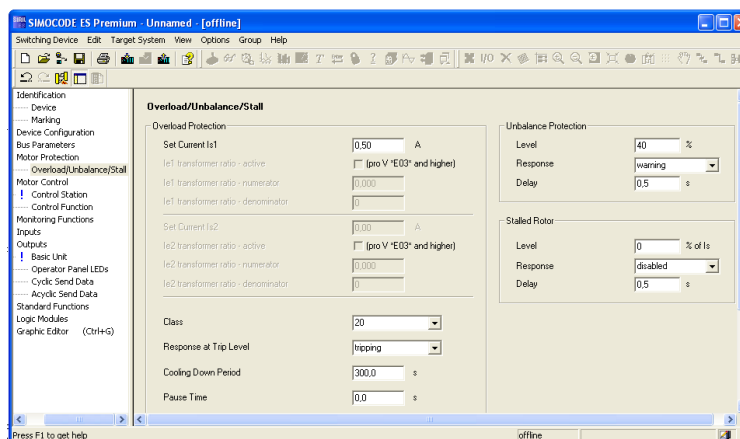 SIMOCODE ES Premium - Unnamed - [offline]
Switching Device Edit Target System View Options Group Help
Identification
Device
Marking
Device Configuration
Bus Parameters
Motor Protection
Overload/Unbalance/Stall
Motor Control
! Control Station
Control Function
Monitoring Functions
Inputs
Outputs
! Basic Unit
Operator Panel LEDs
Cyclic Send Data
Acyclic Send Data
Standard Functions
Logic Modules
Graphic Editor (Ctrl+G)
Overload/Unbalance/Stall
Overload Protection
Set Current Is1 0,50 A
Ie1 transformer ratio - active (pro V *E03* and higher)
Ie1 transformer ratio - numerator 0,000
Ie1 transformer ratio - denominator 0
Set Current Is2 0,00 A
Ie2 transformer ratio - active (pro V *E03* and higher)
Ie2 transformer ratio - numerator 0,000
Ie2 transformer ratio - denominator 0
Class 20
Response at Trip Level tripping
Cooling Down Period 300,0 s
Pause Time 0,0 s
Unbalance Protection
Level 40 %
Response warning
Delay 0,5 s
Stalled Rotor
Level 0 % of Is
Response disabled
Delay 0,5 s
Press F1 to get help offline